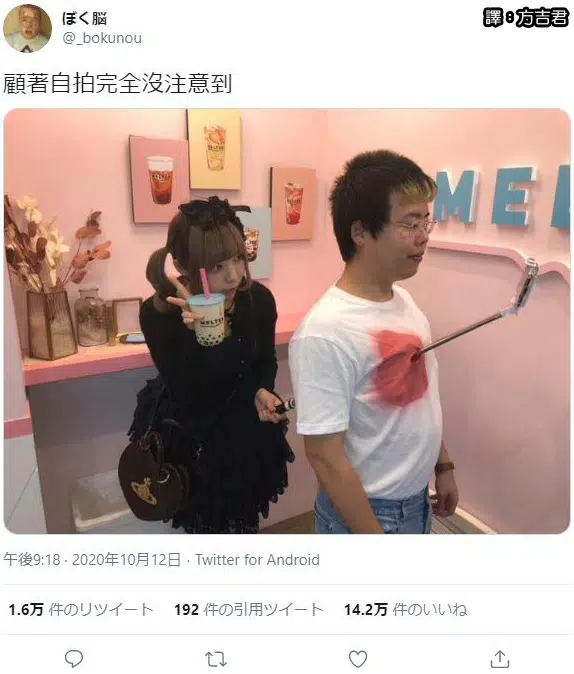 ぼく脳
@_bokunou
譯8方吉君
顧著自拍完全沒注意到
MEL
MELTER
午後9:18 · 2020年10月12日 · Twitter for Android
1.6万 件のリツイート 192 件の引用ツイート 14.2万 件のいいね